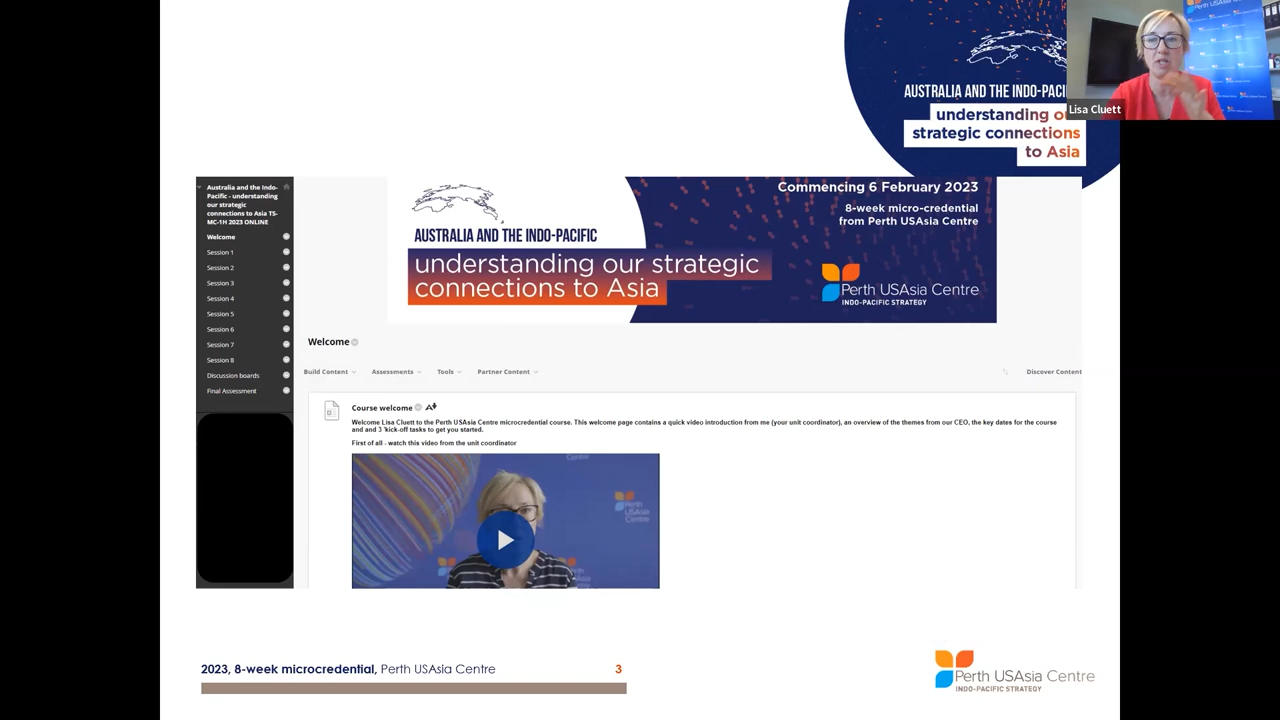 AUSTRALIA AND THE INDO-PACI
understanding o
strategic connections
to Asia
Perth USAsia Centre
Lisa Cluett
Australia and the Indo-
Pacific - understanding
our strategic
connections to Asia TS-
MC-1H 2023 ONLINE
Welcome
Session 1
Session 2
Session 3
Session 4
Session 5
Session 6
Session 7
Session 8
Discussion boards
Final Assessment
AUSTRALIA AND THE INDO-PACIFIC
understanding our strategic
connections to Asia
Commencing 6 February 2023
8-week micro-credential
from Perth USAsia Centre
Perth USAsia Centre
INDO-PACIFIC STRATEGY
Welcome
Build Content
Assessments
Tools
Partner Content
Discover Content
Course welcome
Welcome Lisa Cluett to the Perth USAsia Centre microcredential course. This welcome page contains a quick video introduction from me (your unit coordinator), an overview of the themes from our CEO, the key dates for the course
and and 3 'kick-off tasks to get you started.
First of all - watch this video from the unit coordinator
Centre
Perth
USAsia
Centre
2023, 8-week microcredential, Perth USAsia Centre
3
Perth USAsia Centre
INDO-PACIFIC STRATEGY